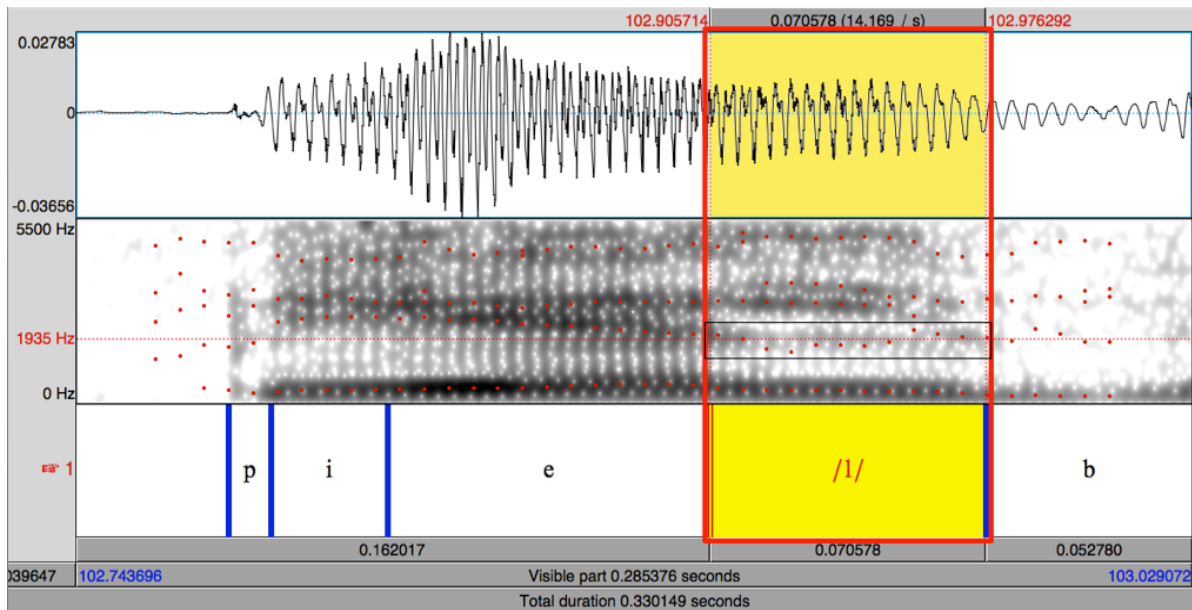 102.905714 0.070578 (14.169 / s) 102.976292
0.02783
0
-0.03656
5500 Hz
1935 Hz
0 Hz
1 p i e /l/ b
0.162017 0.070578 0.052780
039647 102.743696 Visible part 0.285376 seconds 103.029072
Total duration 0.330149 seconds